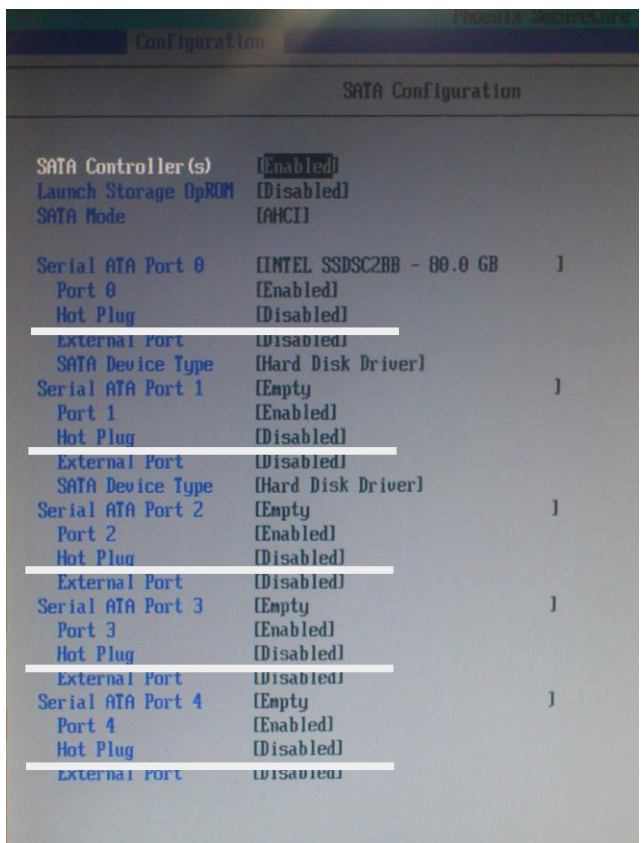 Phoenix SecureCore
Configuration
SATA Configuration
SATA Controller(s) [Enabled]
Launch Storage OpROM [Disabled]
SATA Mode [AHCI]
Serial ATA Port 0 [INTEL SSDSC2BB - 80.0 GB ]
Port 0 [Enabled]
Hot Plug [Disabled]
External Port [Disabled]
SATA Device Type [Hard Disk Driver]
Serial ATA Port 1 [Empty ]
Port 1 [Enabled]
Hot Plug [Disabled]
External Port [Disabled]
SATA Device Type [Hard Disk Driver]
Serial ATA Port 2 [Empty ]
Port 2 [Enabled]
Hot Plug [Disabled]
External Port [Disabled]
Serial ATA Port 3 [Empty ]
Port 3 [Enabled]
Hot Plug [Disabled]
External Port [Disabled]
Serial ATA Port 4 [Empty ]
Port 4 [Enabled]
Hot Plug [Disabled]
External Port [Disabled]